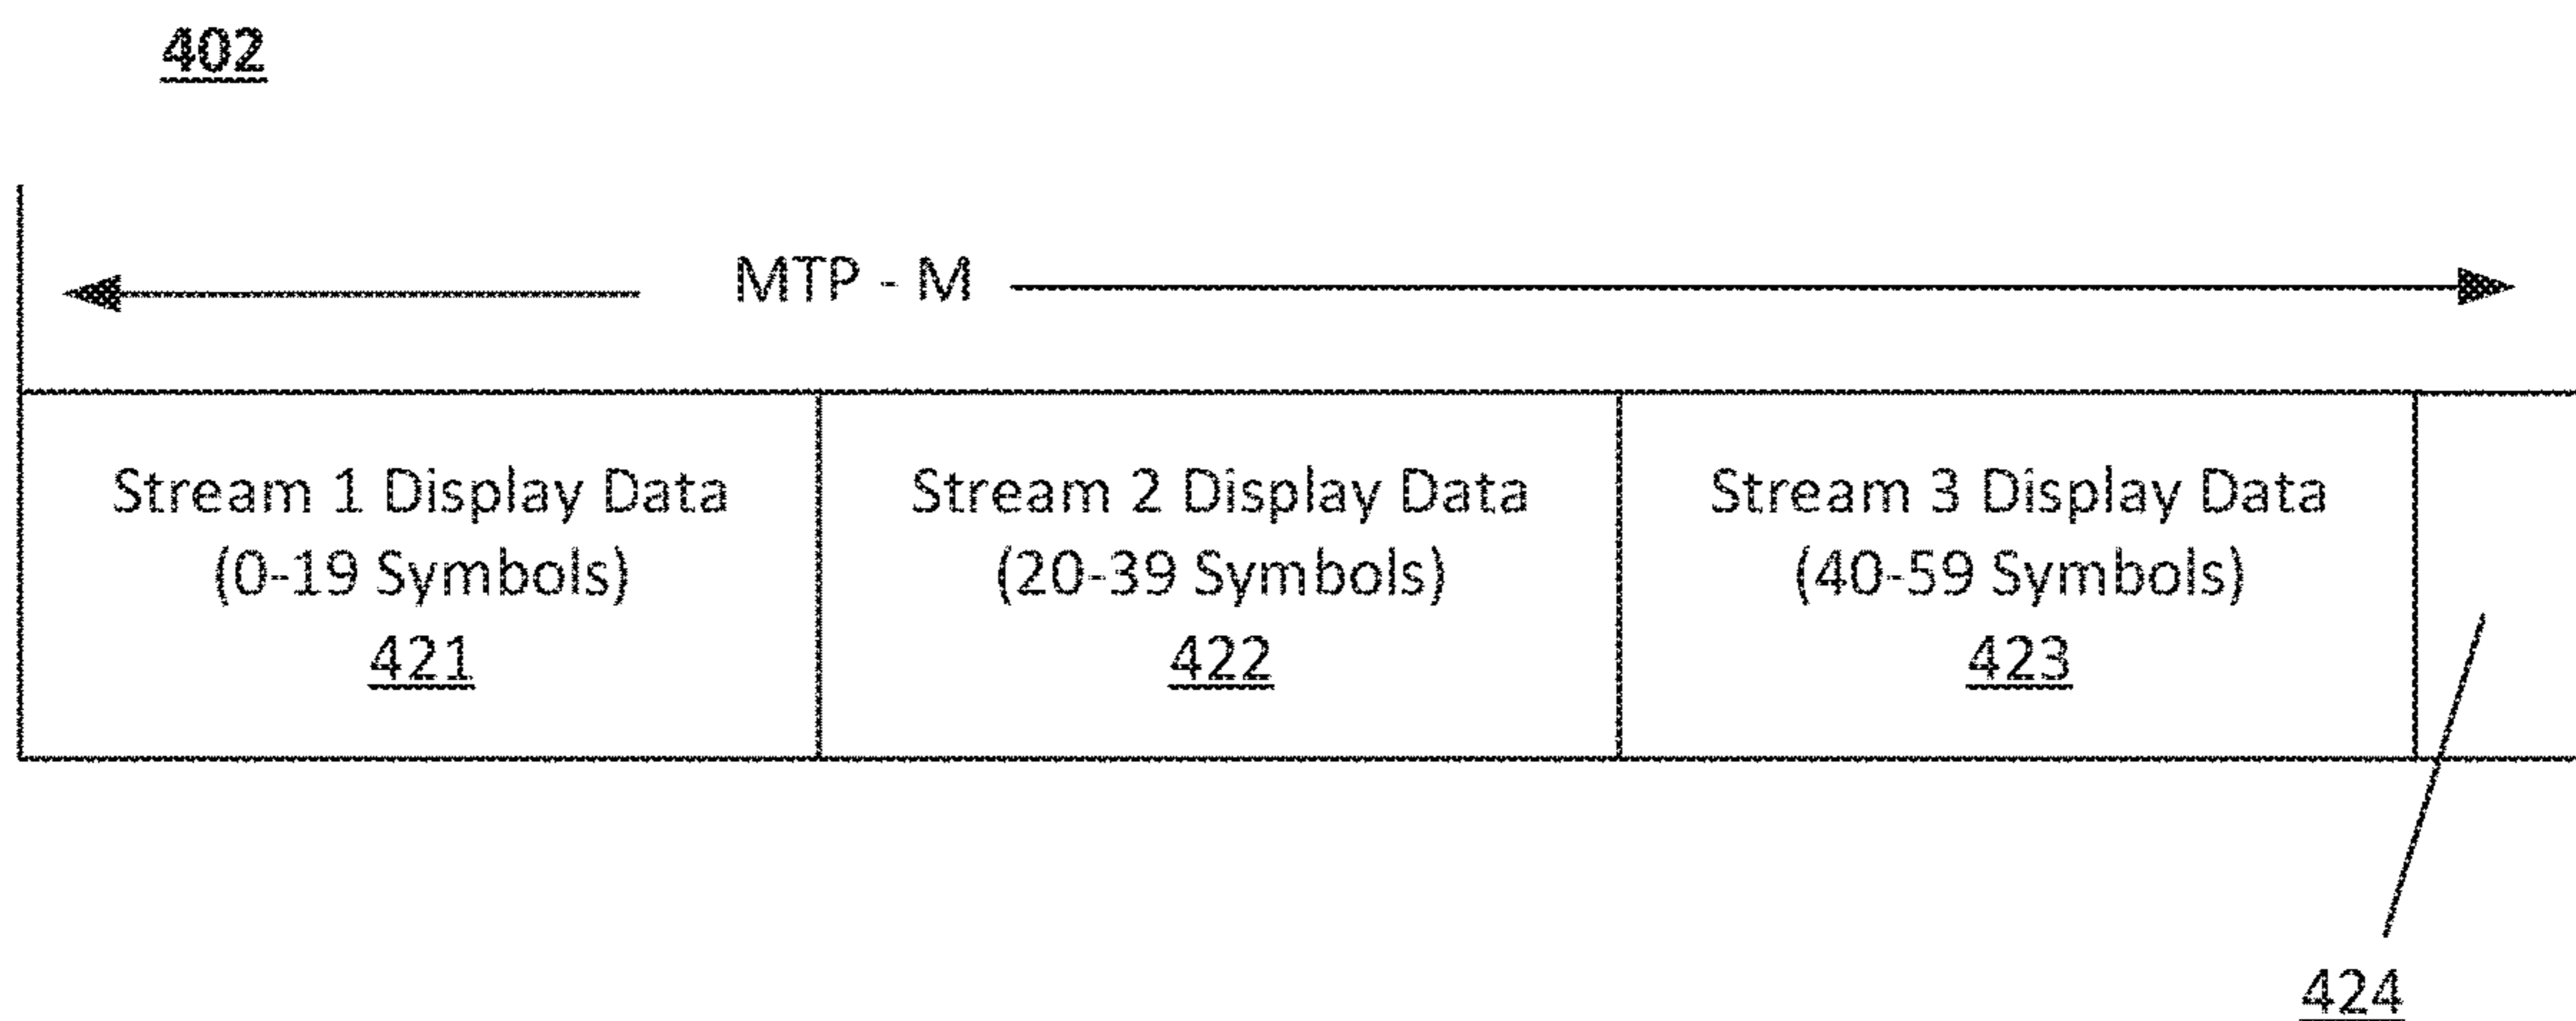 402
MTP - M
Stream 1 Display Data
(0-19 Symbols)
421
Stream 2 Display Data
(20-39 Symbols)
422
Stream 3 Display Data
(40-59 Symbols)
423
424